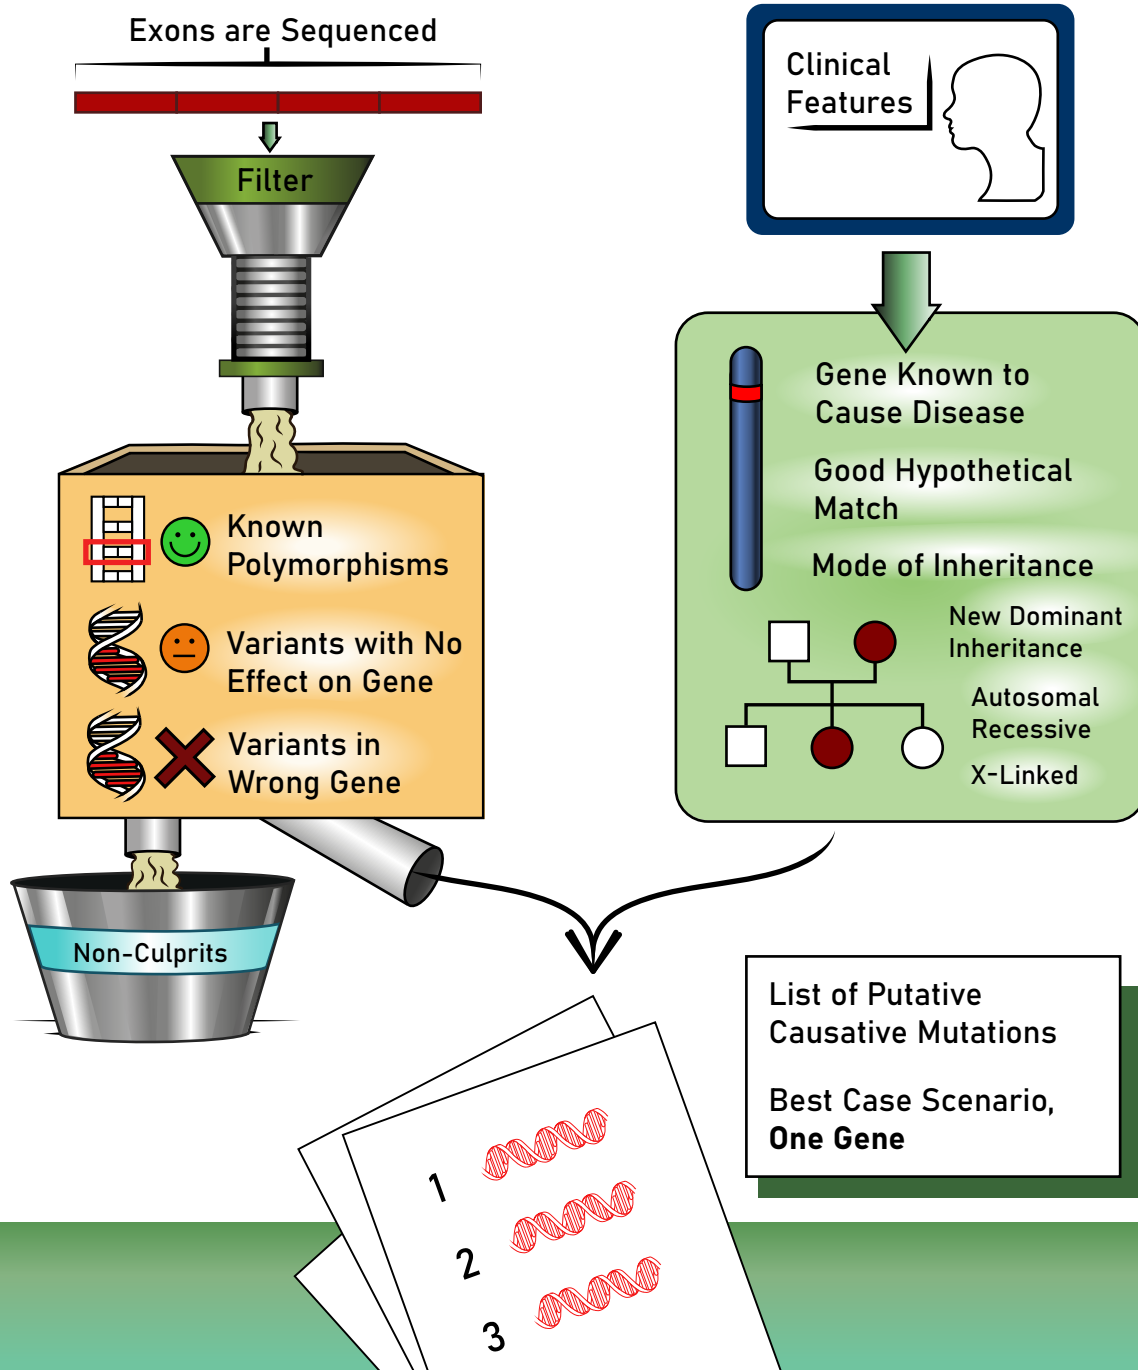 Exons are Sequenced
Filter
Known
Polymorphisms
Variants with No
Effect on Gene
Variants in
Wrong Gene
Non-Culprits
Clinical
Features
Gene Known to
Cause Disease
Good Hypothetical
Match
Mode of Inheritance
New Dominant
Inheritance
Autosomal
Recessive
X-Linked
List of Putative
Causative Mutations
Best Case Scenario,
One Gene
1
2
3